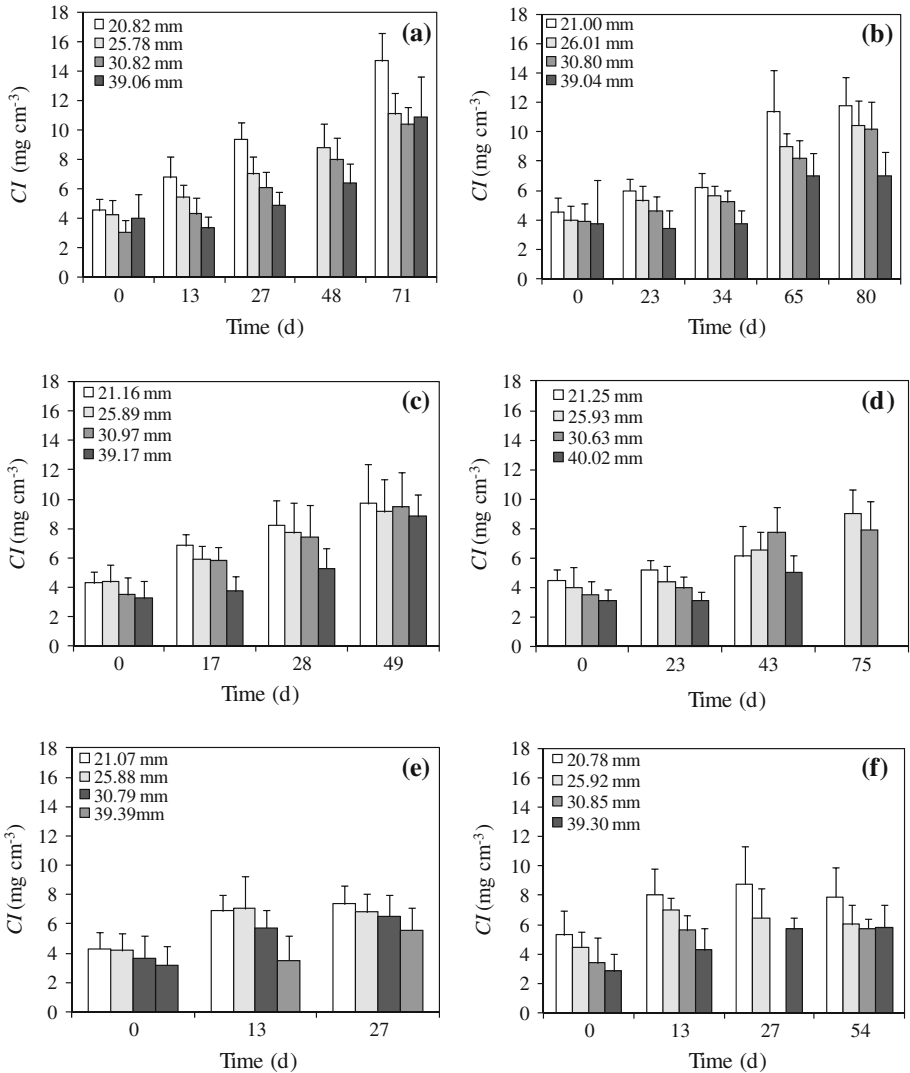 (a)
20.82 mm
25.78 mm
30.82 mm
39.06 mm
18
16
14
12
10
8
6
4
2
0
CI (mg cm-3)
0 13 27 48 71
Time (d)
(b)
21.00 mm
26.01 mm
30.80 mm
39.04 mm
18
16
14
12
10
8
6
4
2
0
CI (mg cm-3)
0 23 34 65 80
Time (d)
(c)
21.16 mm
25.89 mm
30.97 mm
39.17 mm
18
16
14
12
10
8
6
4
2
0
CI (mg cm-3)
0 17 28 49
Time (d)
(d)
21.25 mm
25.93 mm
30.63 mm
40.02 mm
18
16
14
12
10
8
6
4
2
0
CI (mg cm-3)
0 23 43 75
Time (d)
(e)
21.07 mm
25.88 mm
30.79 mm
39.39mm
18
16
14
12
10
8
6
4
2
0
CI (mg cm-3)
0 13 27
Time (d)
(f)
20.78 mm
25.92 mm
30.85 mm
39.30 mm
18
16
14
12
10
8
6
4
2
0
CI (mg cm-3)
0 13 27 54
Time (d)